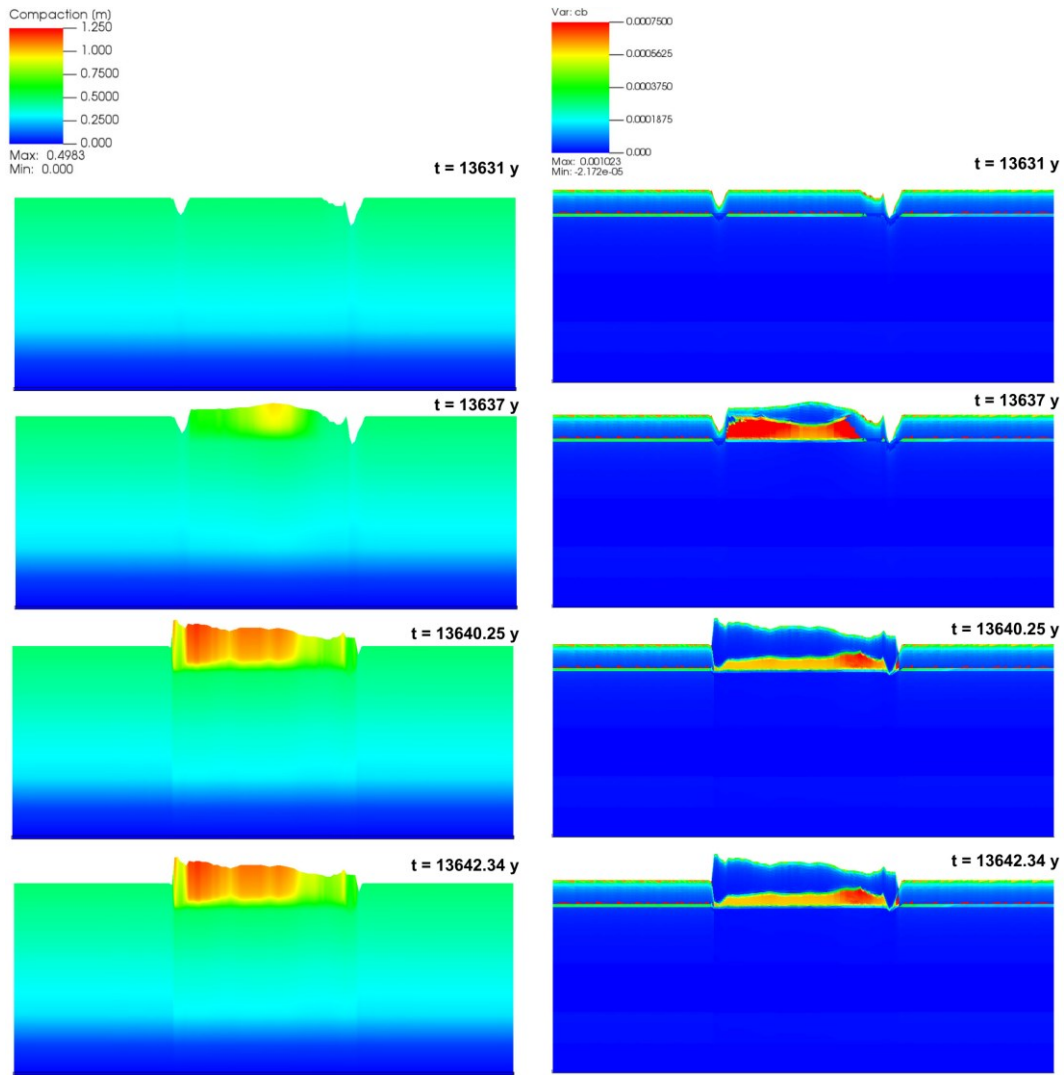 Compaction [m]
1.250
1.000
0.7500
0.5000
0.2500
0.000
Max: 0.4983
Min: 0.000
t = 13631 y
t = 13637 y
t = 13640.25 y
t = 13642.34 y
Var: cb
0.0007500
0.0005625
0.0003750
0.0001875
0.000
Max: 0.001023
Min: -2.172e-05
t = 13631 y
t = 13637 y
t = 13640.25 y
t = 13642.34 y